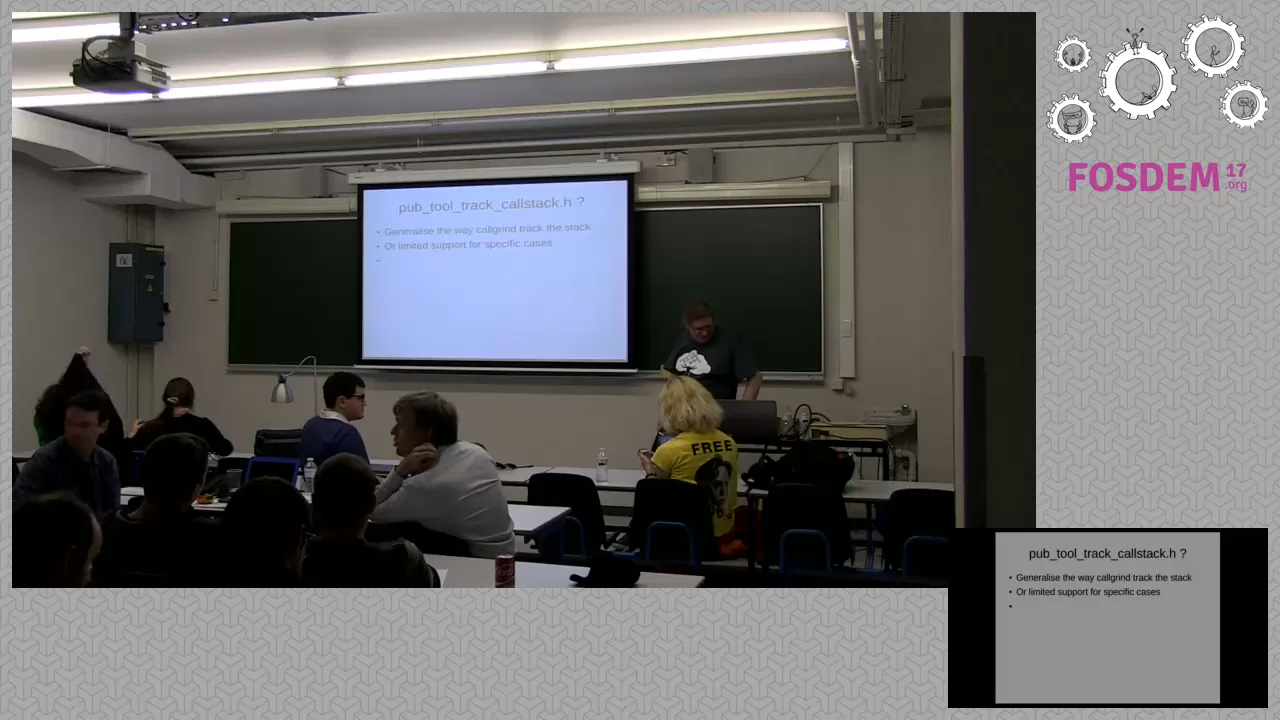 pub_tool_track_callstack.h ?
• Generalise the way callgrind track the stack
• Or limited support for specific cases
•
FREE
FOSDEM 17
.org
pub_tool_track_callstack.h ?
• Generalise the way callgrind track the stack
• Or limited support for specific cases
•